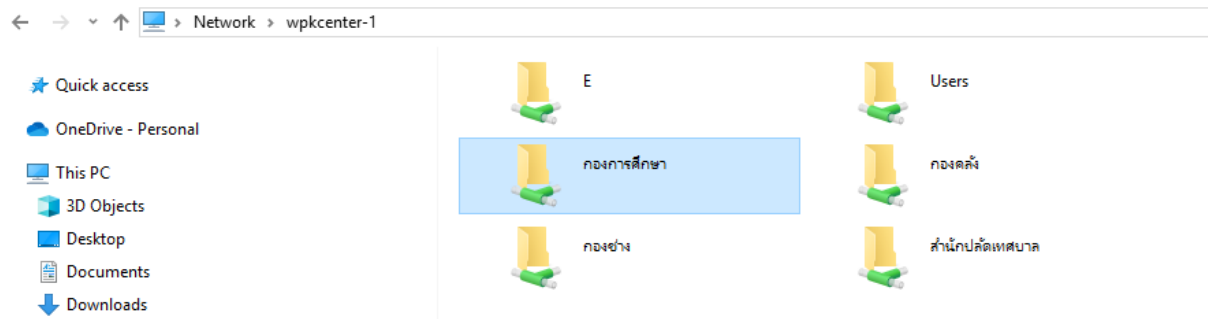 Network > wpkcenter-1
Quick access
OneDrive - Personal
This PC
3D Objects
Desktop
Documents
Downloads
E
Users
กองการศึกษา
กองคลัง
กองช่าง
สำนักปลัดเทศบาล